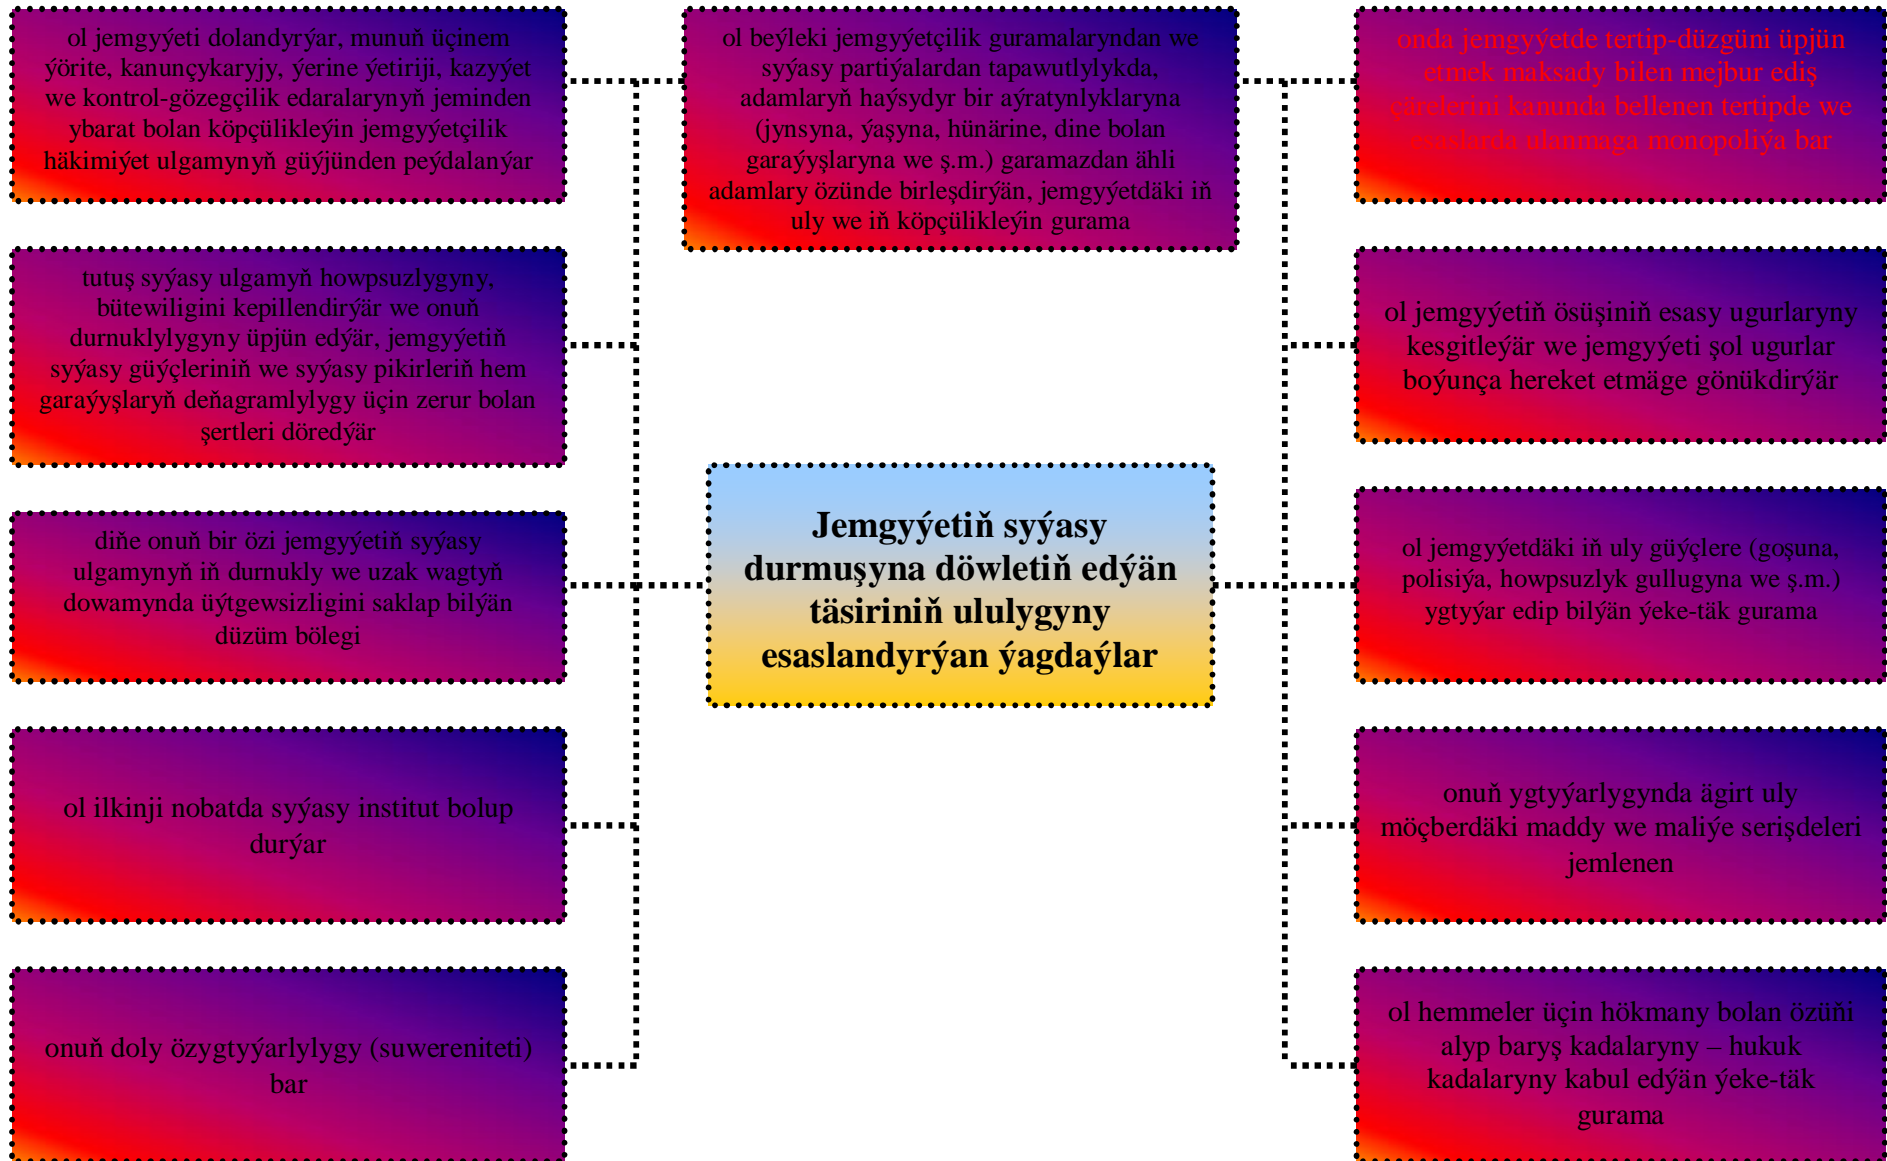 ol jemgyýeti dolandyrýar, munuň üçinem
ýörite, kanunçykaryjy, ýerine ýetiriji, kazyýet
we kontrol-gözegçilik edaralarynyň jeminden
ybarat bolan köpçülikleýin jemgyýetçilik
häkimiýet ulgamynyň güýjünden peýdalanýar
tutuş syýasy ulgamyň howpsuzlygyny,
bütewiligini kepillendirýär we onuň
durnuklylygyny üpjün edýär, jemgyýetiň
syýasy güýçleriniň we syýasy pikirleriň hem
garaýyşlaryň deňagramlylygy üçin zerur bolan
şertleri döredýär
diňe onuň bir özi jemgyýetiň syýasy
ulgamynyň iň durnukly we uzak wagtyň
dowamynda üýtgewsizligini saklap bilýän
düzüm bölegi
ol ilkinji nobatda syýasy institut bolup
durýar
onuň doly özygtyýarlylygy (suwereniteti)
bar
ol beýleki jemgyýetçilik guramalaryndan we
syýasy partiýalardan tapawutlylykda,
adamlaryň haýsydyr bir aýratynlyklaryna
(jynsyna, ýaşyna, hünärine, dine bolan
garaýyşlaryna we ş.m.) garamazdan ähli
adamlary özünde birleşdirýän, jemgyýetdäki iň
uly we iň köpçülikleýin gurama
Jemgyýetiň syýasy
durmuşyna döwletiň edýän
täsiriniň ululygyny
esaslandyrýan ýagdaýlar
onda jemgyýetde tertip-düzgüni üpjün
etmek maksady bilen mejbur ediş
çärelerini kanunda bellenen tertipde we
esaslarda ulanmaga monopoliýa bar
ol jemgyýetiň ösüşiniň esasy ugurlaryny
kesgitleýär we jemgyýeti şol ugurlar
boýunça hereket etmäge gönükdirýär
ol jemgyýetdäki iň uly güýçlere (goşuna,
polisiýa, howpsuzlyk gullugyna we ş.m.)
ygtyýar edip bilýän ýeke-täk gurama
onuň ygtyýarlygynda ägirt uly
möçberdäki maddy we maliýe serişdeleri
jemlenen
ol hemmeler üçin hökmany bolan özüňi
alyp baryş kadalaryny – hukuk
kadalaryny kabul edýän ýeke-täk
gurama